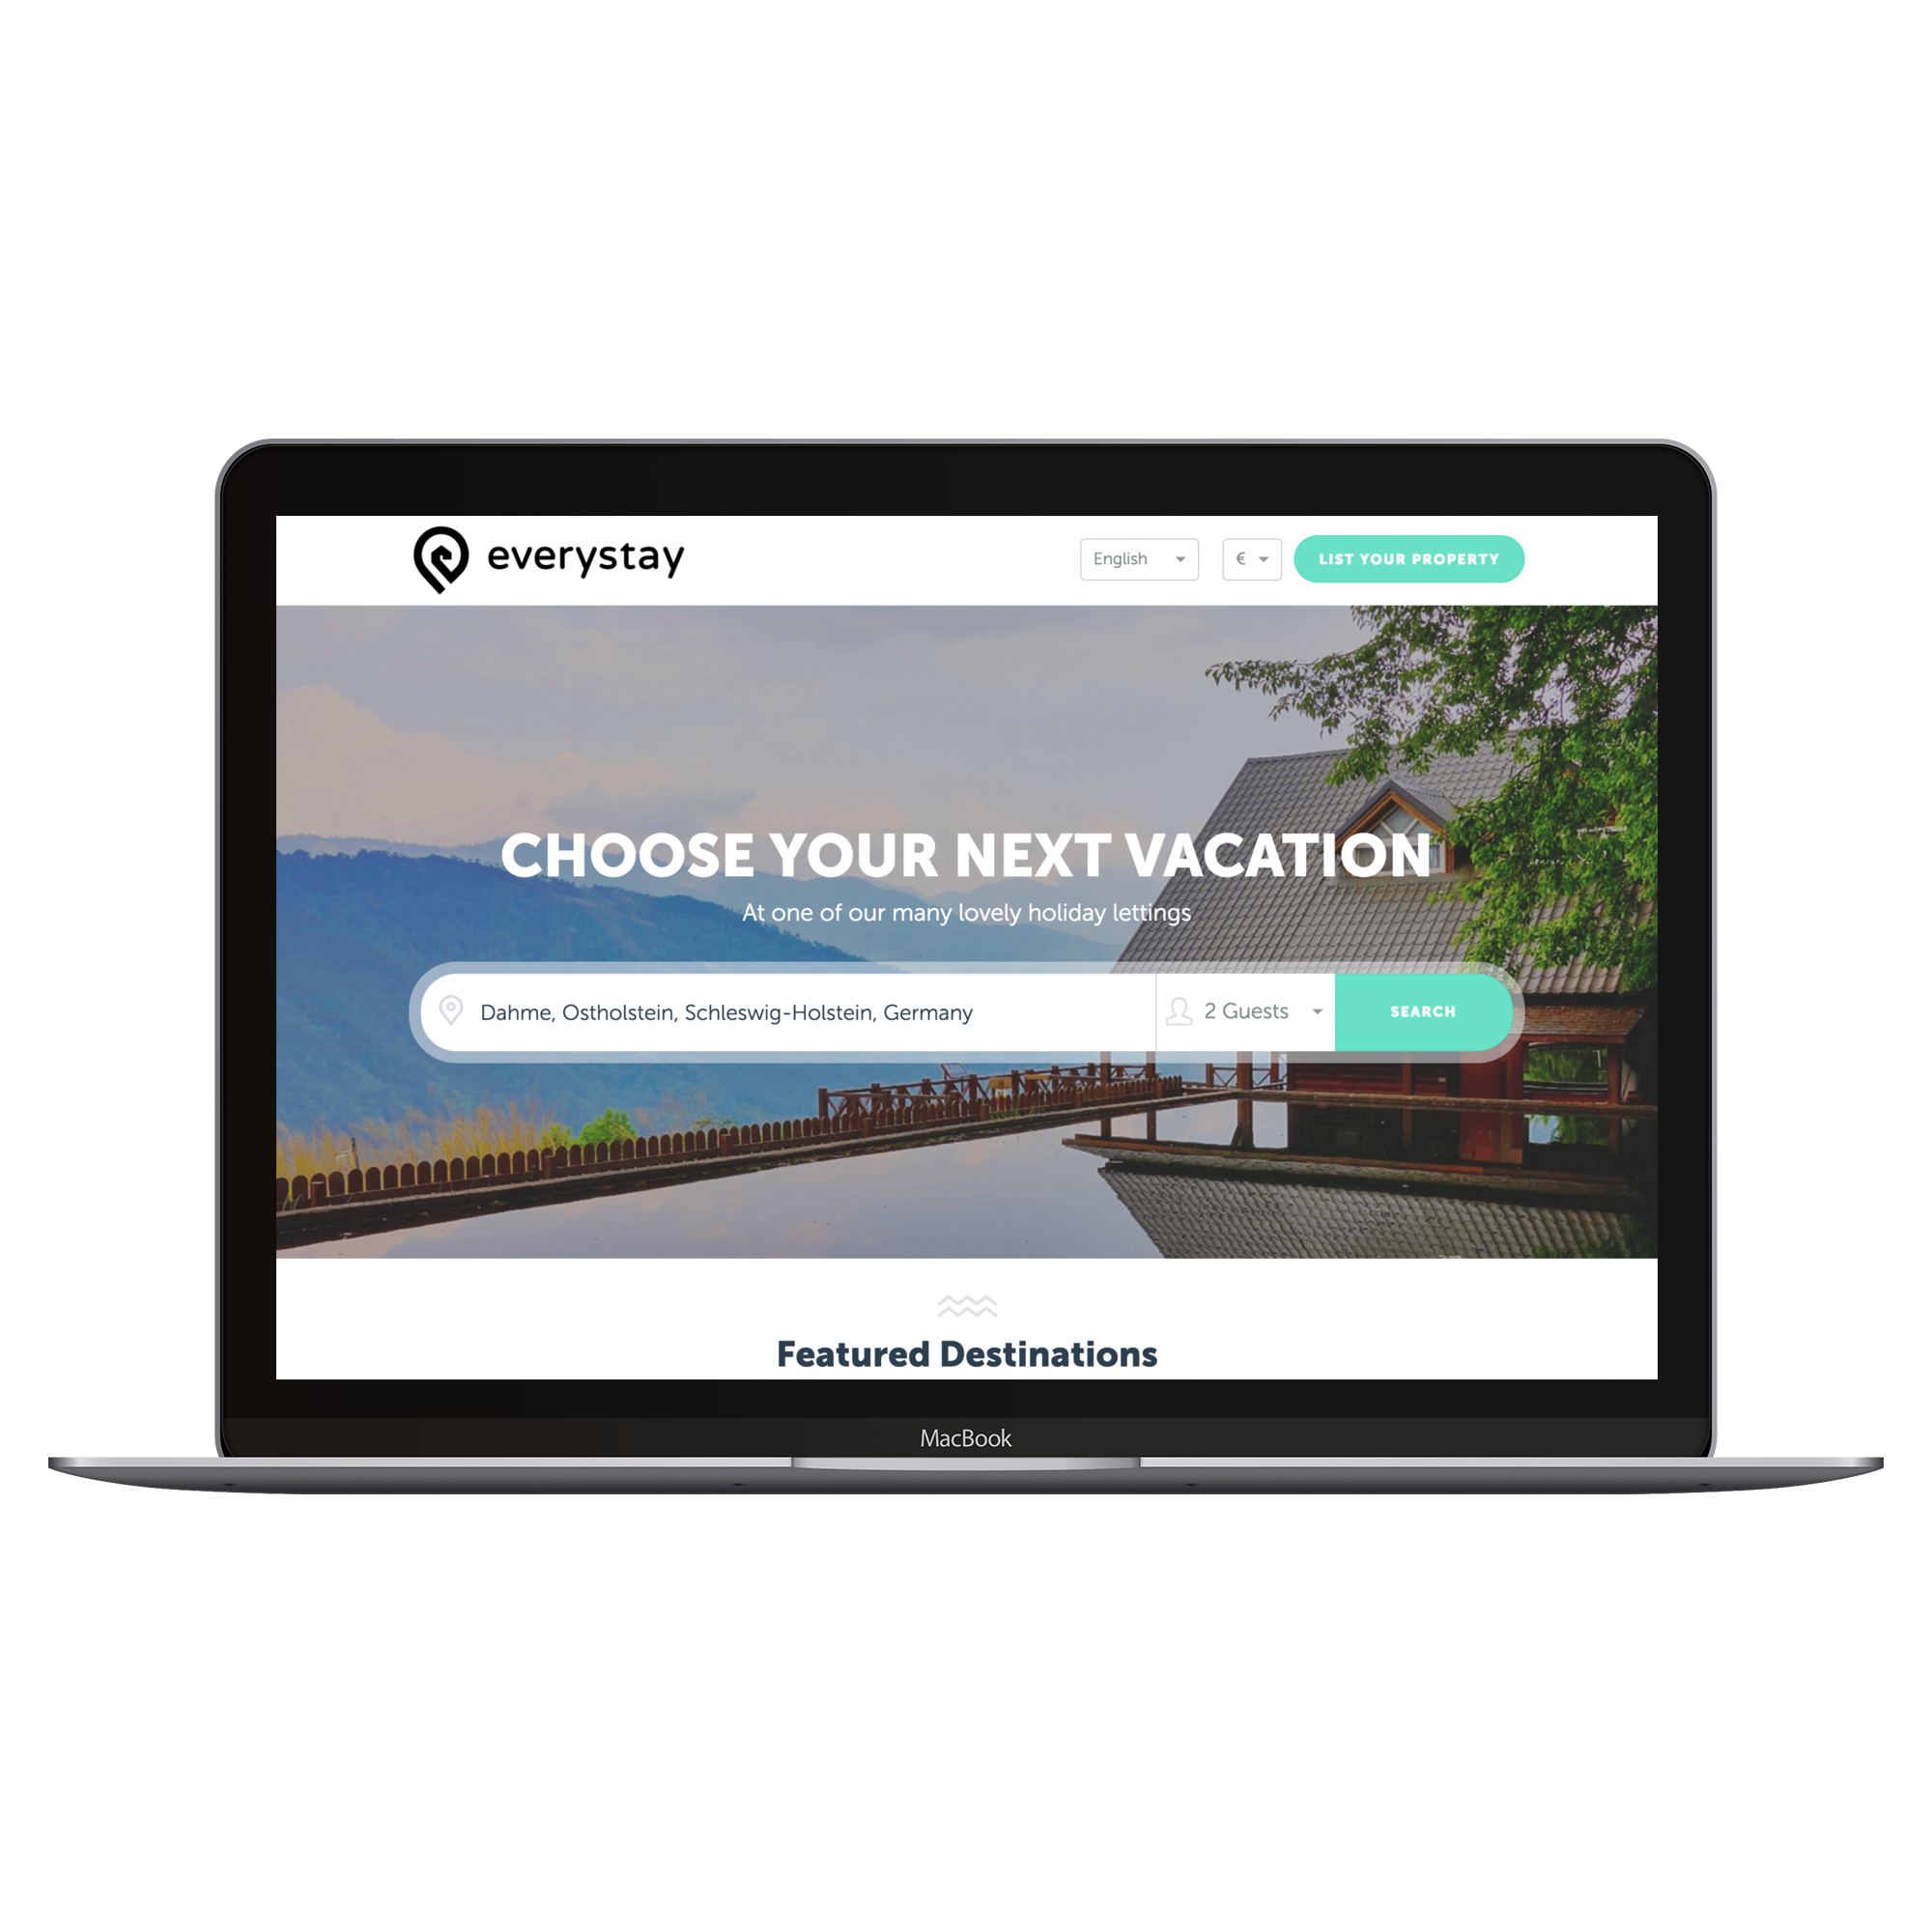 everystay
English
€
LIST YOUR PROPERTY
CHOOSE YOUR NEXT VACATION
At one of our many lovely holiday lettings
Dahme, Ostholstein, Schleswig-Holstein, Germany
2 Guests
SEARCH
Featured Destinations
MacBook